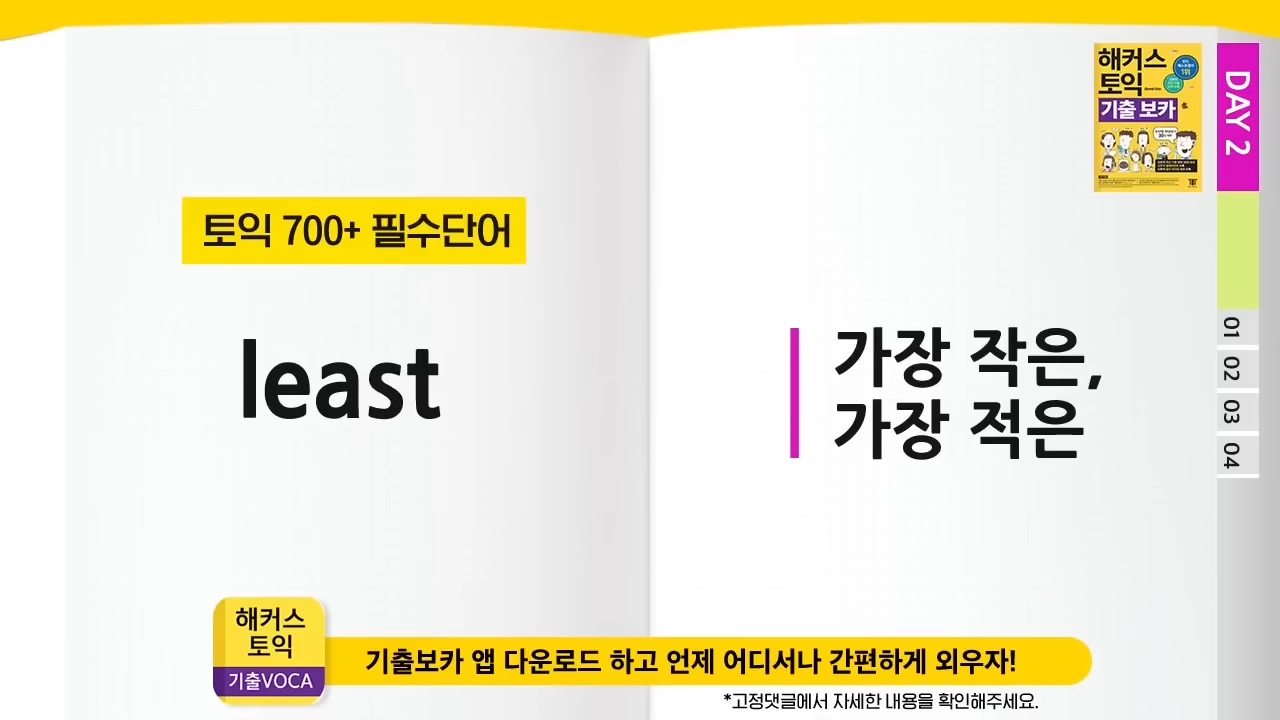 해커스
토익
기출 보카
DAY 2
토익 700+ 필수단어
least
가장 작은,
가장 적은
01
02
03
04
해커스
토익
기출VOCA
기출보카 앱 다운로드 하고 언제 어디서나 간편하게 외우자!
*고정댓글에서 자세한 내용을 확인해주세요.